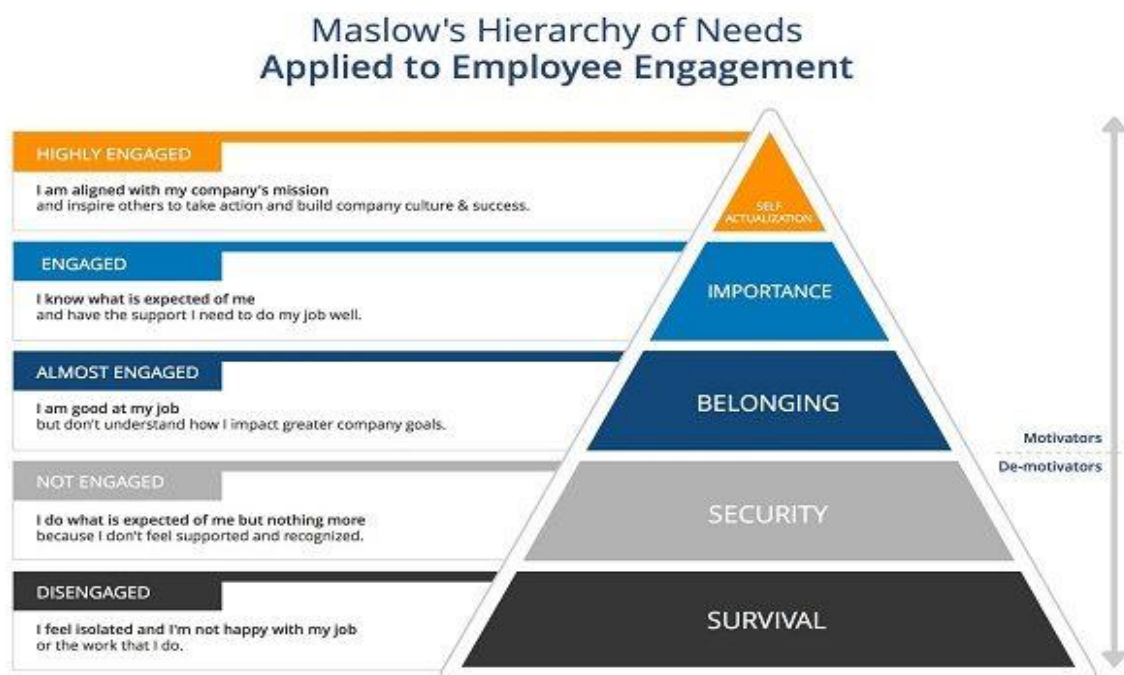 Maslow's Hierarchy of Needs
Applied to Employee Engagement
HIGHLY ENGAGED
I am aligned with my company's mission
and inspire others to take action and build company culture & success.
SELF
ACTUALIZATION
ENGAGED
I know what is expected of me
and have the support I need to do my job well.
IMPORTANCE
ALMOST ENGAGED
I am good at my job
but don't understand how I impact greater company goals.
BELONGING
Motivators
De-motivators
NOT ENGAGED
I do what is expected of me but nothing more
because I don't feel supported and recognized.
SECURITY
DISENGAGED
I feel isolated and I'm not happy with my job
or the work that I do.
SURVIVAL